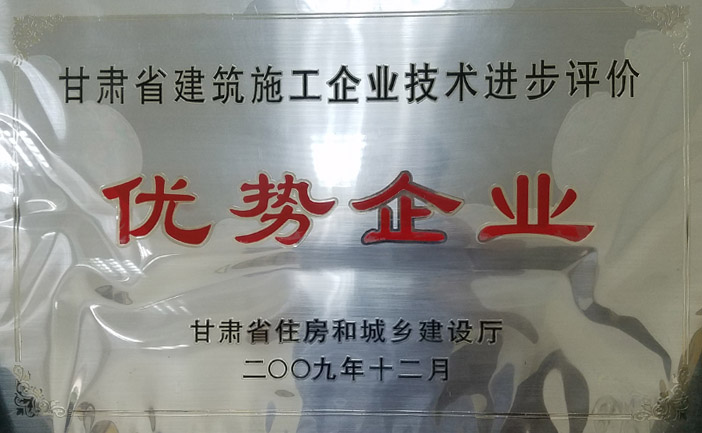 甘肃省建筑施工企业技术进步评价
优势企业
甘肃省住房和城乡建设厅
二〇〇九年十二月